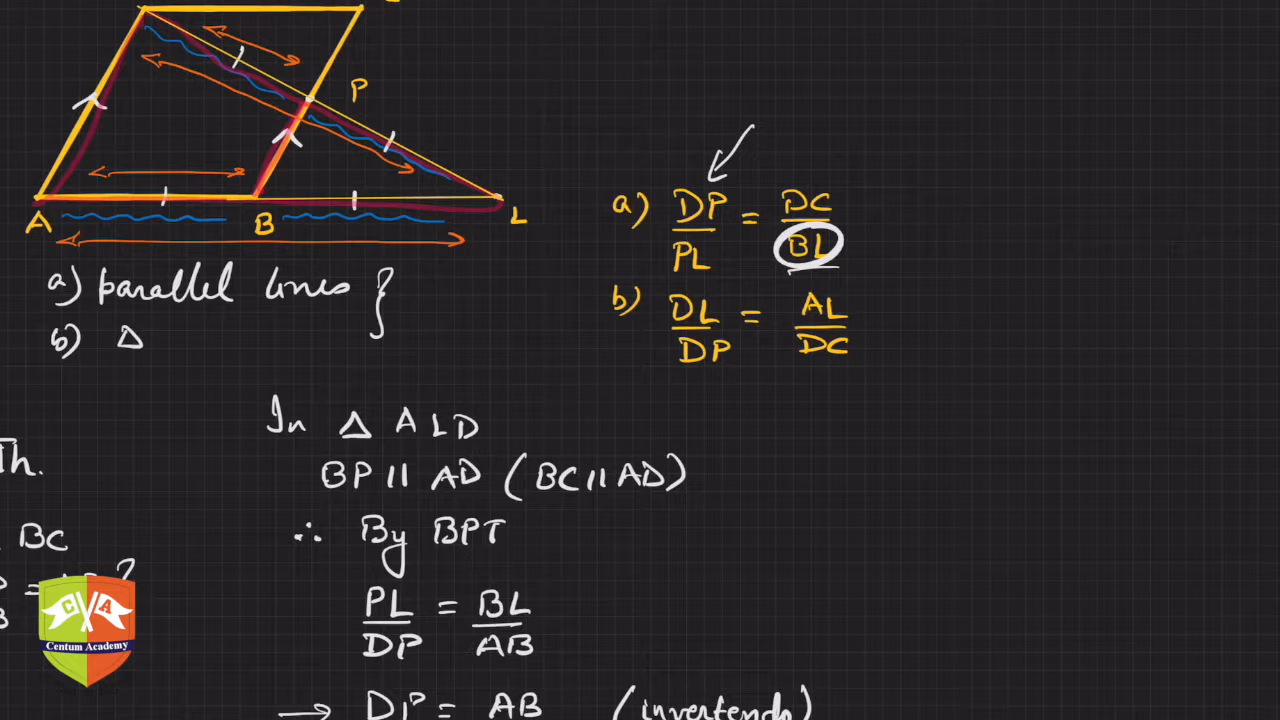 P
A
B
L
a) parallel lines }
b) Δ
a) DP/PL = DC/BL
b) DL/DP = AL/DC
Th.
BC
In Δ ALD
BP || AD (BC || AD)
∴ By BPT
PL/DP = BL/AB
→ DP = AB (invertendo)
C A
Centum Academy